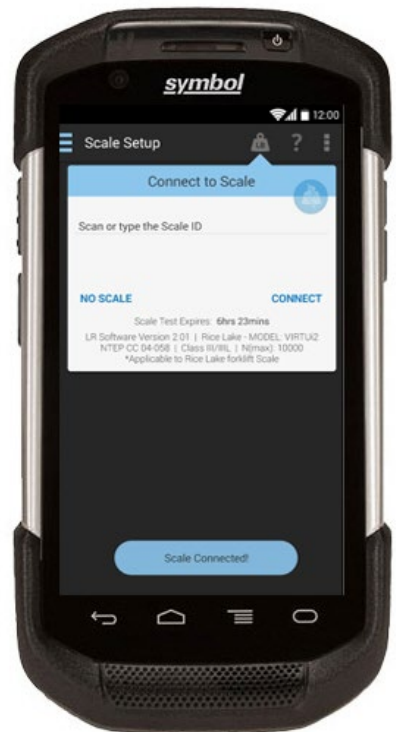 symbol
12:00
Scale Setup
LB
?
Connect to Scale
Scan or type the Scale ID
NO SCALE
CONNECT
Scale Test Expires: 6hrs 23mins
LR Software Version 2.01 | Rice Lake - MODEL: VIRTUi2
NTEP CC 04-058 | Class III/IIIL | N(max): 10000
*Applicable to Rice Lake forklift Scale
Scale Connected!